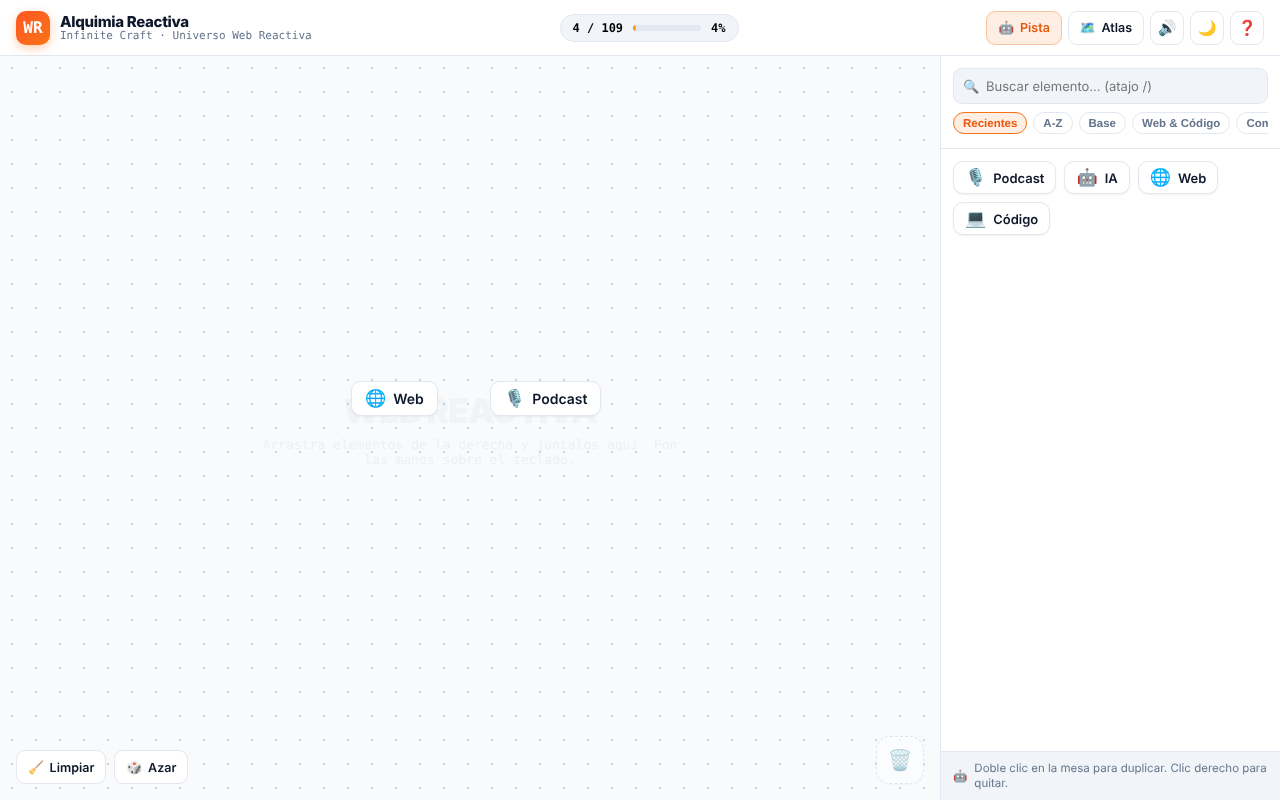 WR
Alquimia Reactiva
Infinite Craft · Universo Web Reactiva
4 / 109
4%
Pista
Atlas
Buscar elemento... (atajo /)
Recientes
A-Z
Base
Web & Código
Con
Podcast
IA
Web
Código
Web
Podcast
WEBREACTIVA
Arrastra elementos de la derecha y júntalos aquí. Pon
las manos sobre el teclado.
Limpiar
Azar
Doble clic en la mesa para duplicar. Clic derecho para
quitar.